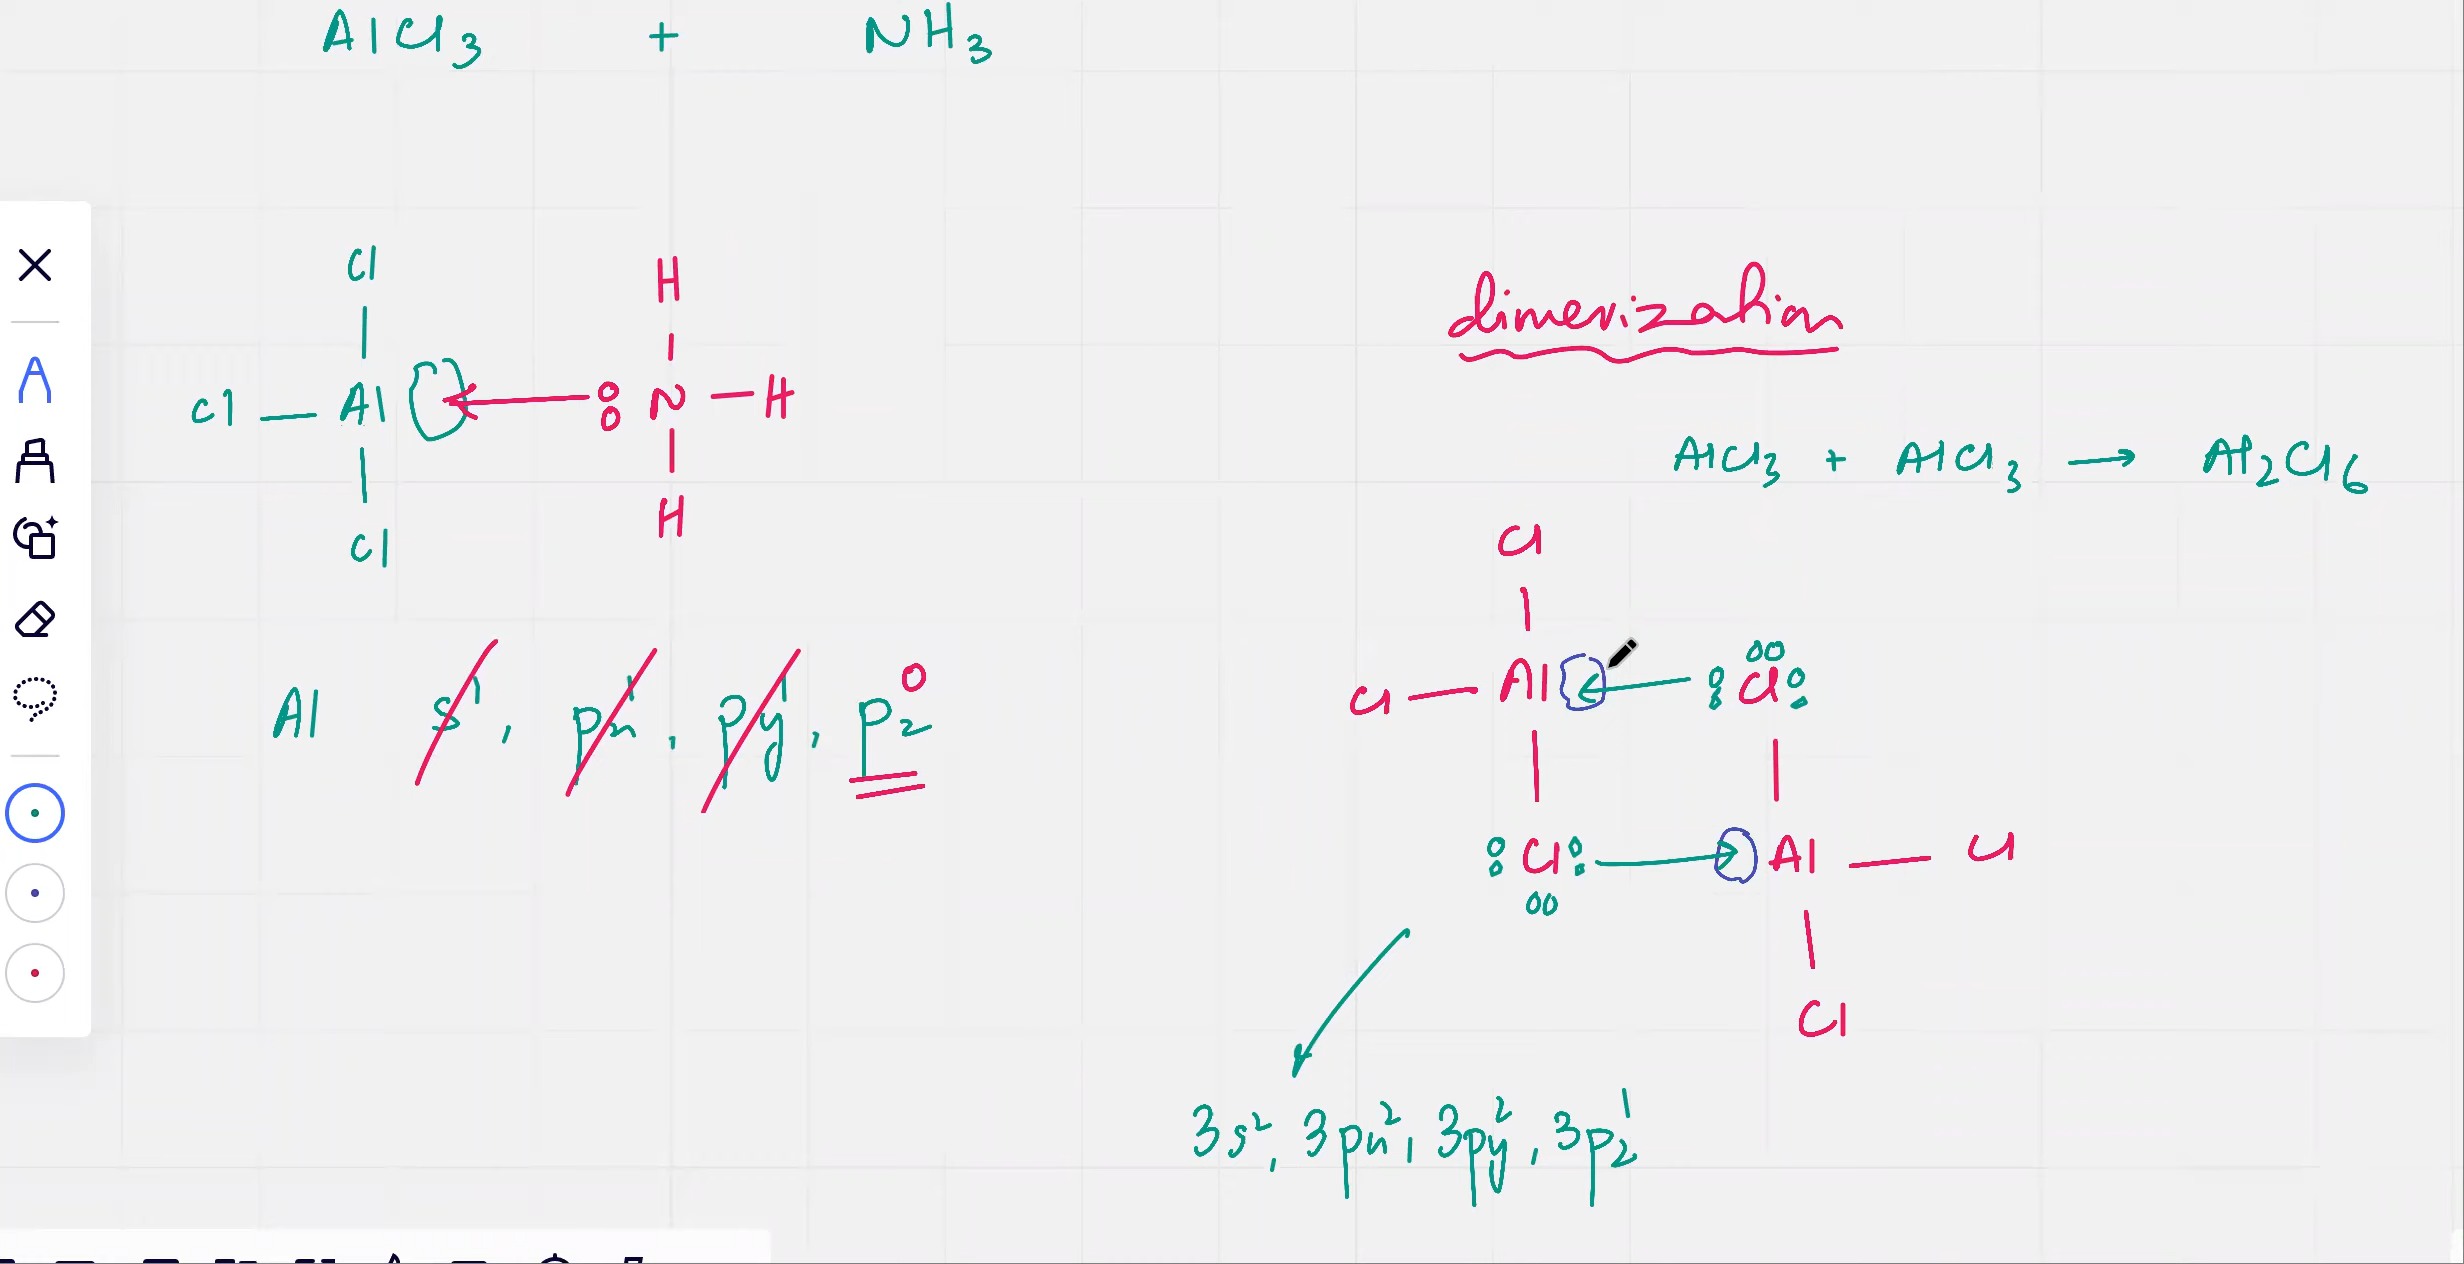 AlCl3 + NH3
Cl
Cl — Al
Cl
H
N — H
H
Al s¹, px¹, py¹, pz⁰
dimerization
AlCl3 + AlCl3 → Al2Cl6
Cl
Cl — Al Cl
Cl Al — Cl
Cl
3s², 3px², 3py², 3pz¹